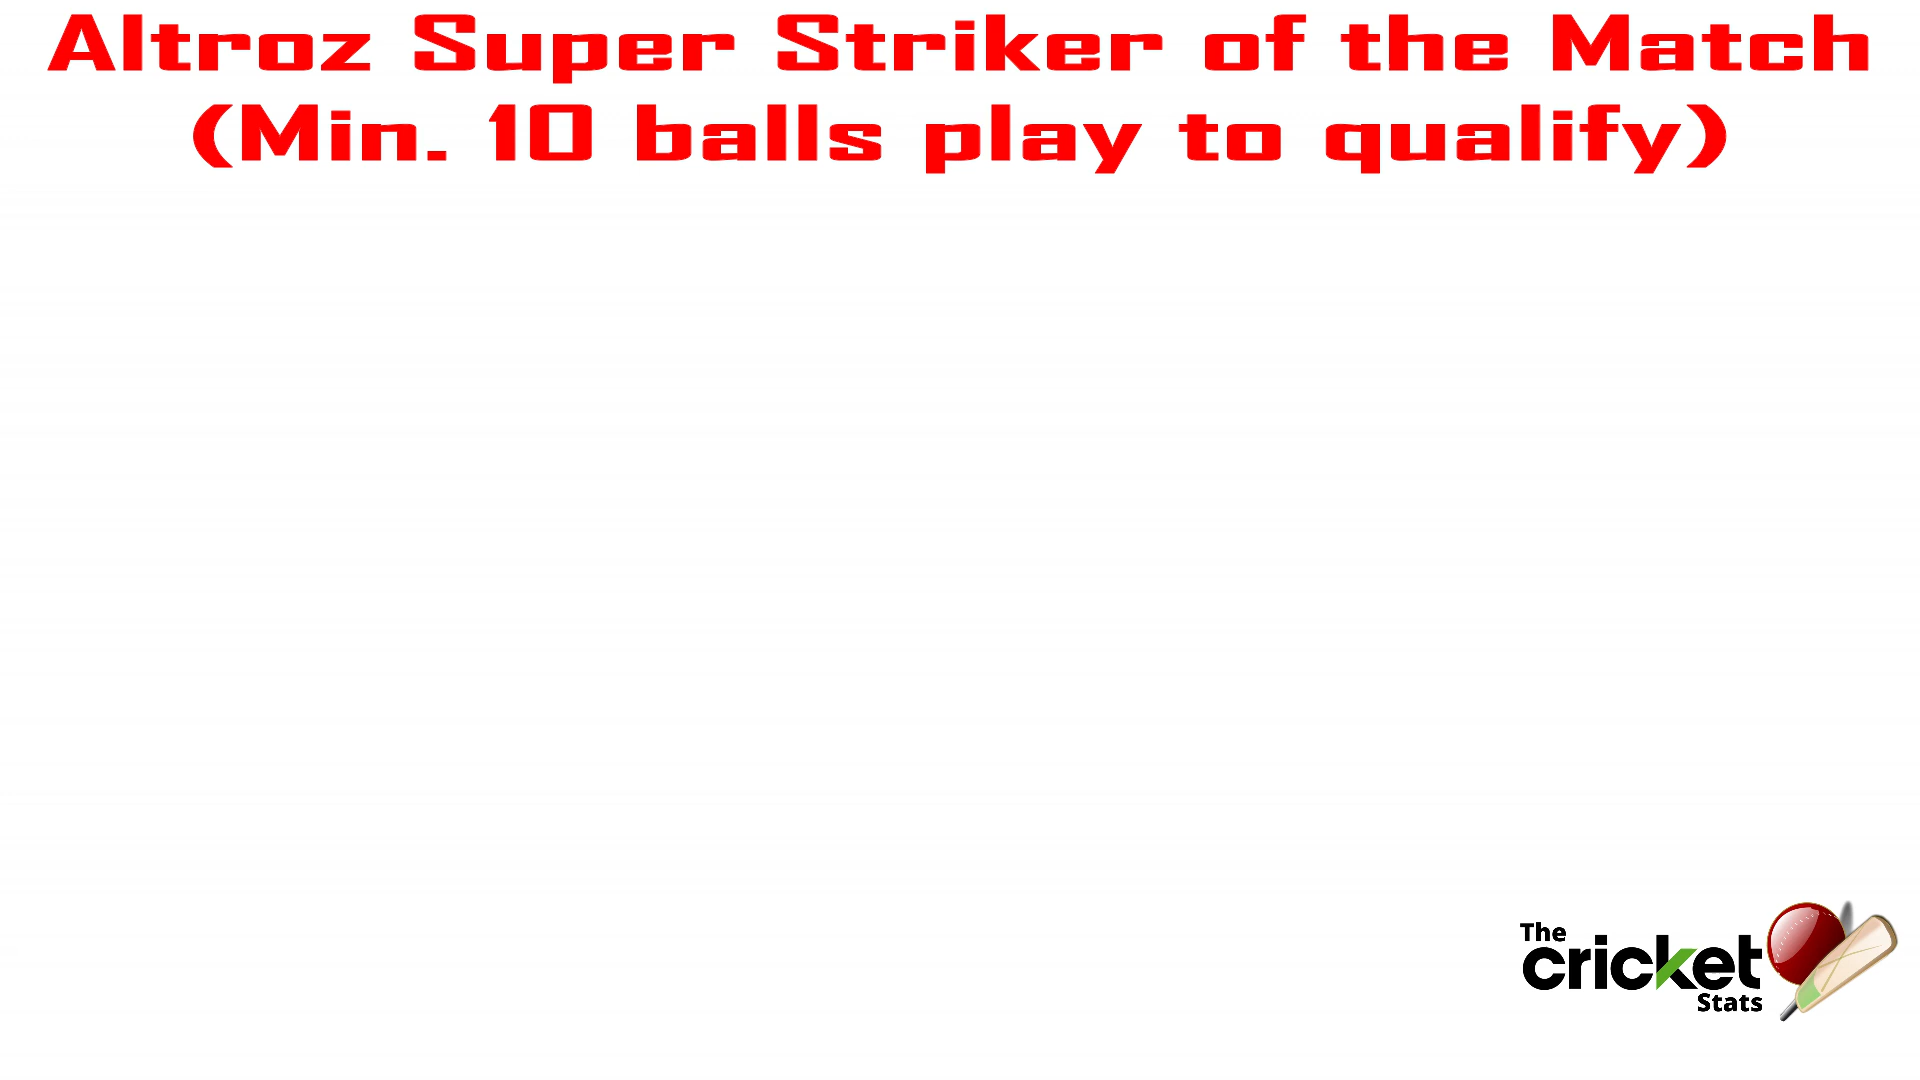 Altroz Super Striker of the Match
(Min. 10 balls play to qualify)
The
cricket
Stats